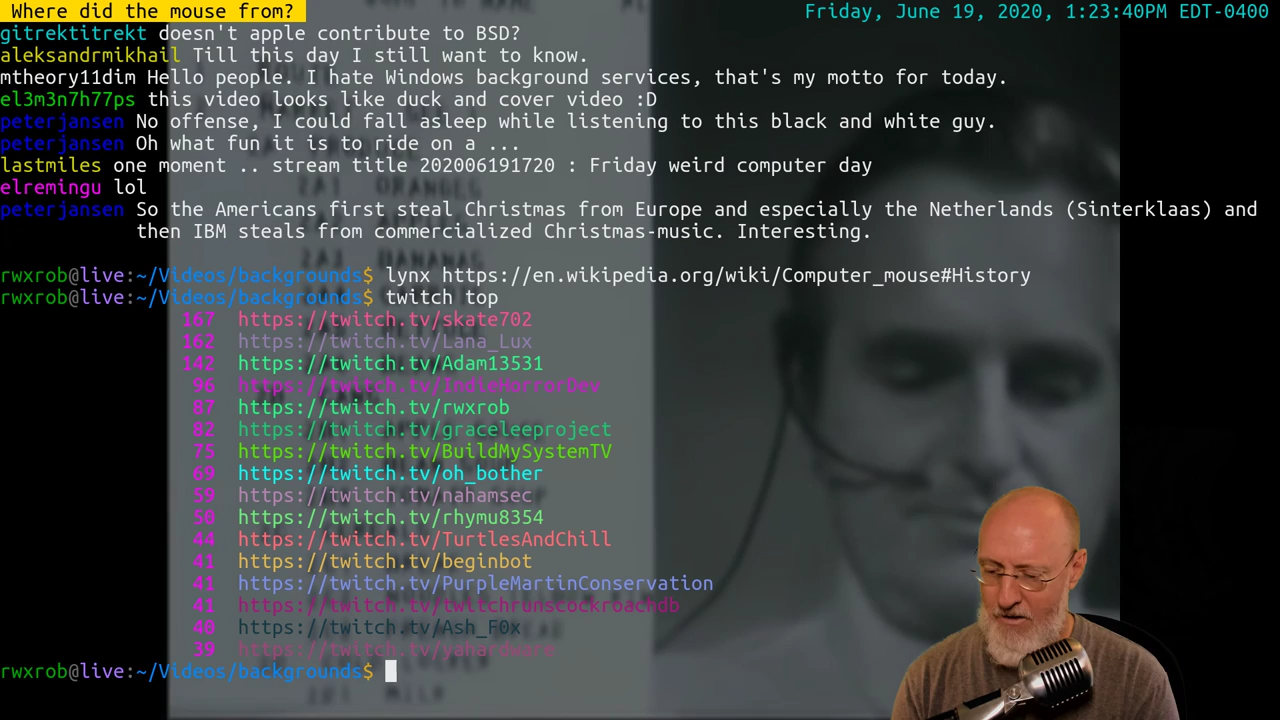 Where did the mouse from?
Friday, June 19, 2020, 1:23:40PM EDT-0400
gitrektitrekt doesn't apple contribute to BSD?
aleksandrmikhail Till this day I still want to know.
mtheory11dim Hello people. I hate Windows background services, that's my motto for today.
el3m3n7h77ps this video looks like duck and cover video :D
peterjansen No offense, I could fall asleep while listening to this black and white guy.
peterjansen Oh what fun it is to ride on a ...
lastmiles one moment .. stream title 202006191720 : Friday weird computer day
elremingu lol
peterjansen So the Americans first steal Christmas from Europe and especially the Netherlands (Sinterklaas) and
then IBM steals from commercialized Christmas-music. Interesting.
rwxrob@live:~/Videos/backgrounds$ lynx https://en.wikipedia.org/wiki/Computer_mouse#History
rwxrob@live:~/Videos/backgrounds$ twitch top
167 https://twitch.tv/skate702
162 https://twitch.tv/Lana_Lux
142 https://twitch.tv/Adam13531
96 https://twitch.tv/IndieHorrorDev
87 https://twitch.tv/rwxrob
82 https://twitch.tv/graceleeproject
75 https://twitch.tv/BuildMySystemTV
69 https://twitch.tv/oh_bother
59 https://twitch.tv/nahamsec
50 https://twitch.tv/rhymu8354
44 https://twitch.tv/TurtlesAndChill
41 https://twitch.tv/beginbot
41 https://twitch.tv/PurpleMartinConservation
41 https://twitch.tv/twitchrunscockroachdb
40 https://twitch.tv/Ash_F0x
39 https://twitch.tv/yahardware
rwxrob@live:~/Videos/backgrounds$
2A1 ORANGES
BANANAS
MILK